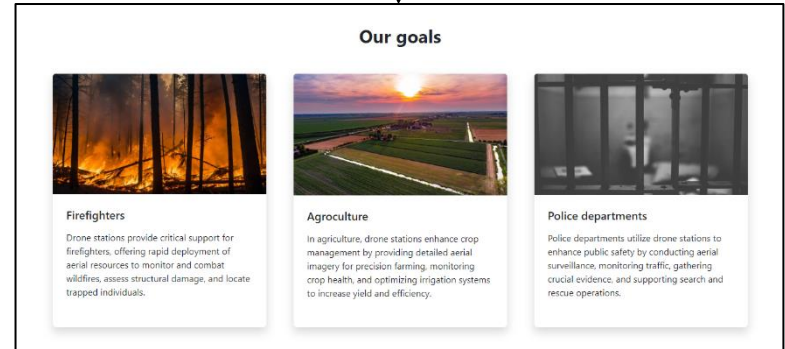 Our goals
Firefighters
Drone stations provide critical support for
firefighters, offering rapid deployment of
aerial resources to monitor and combat
wildfires, assess structural damage, and locate
trapped individuals.
Agroculture
In agriculture, drone stations enhance crop
management by providing detailed aerial
imagery for precision farming, monitoring
crop health, and optimizing irrigation systems
to increase yield and efficiency.
Police departments
Police departments utilize drone stations to
enhance public safety by conducting aerial
surveillance, monitoring traffic, gathering
crucial evidence, and supporting search and
rescue operations.